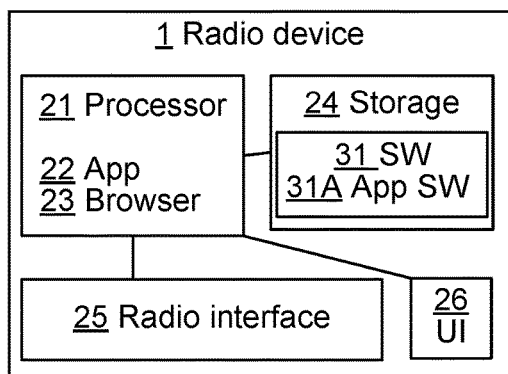 1 Radio device
21 Processor
22 App
23 Browser
24 Storage
31 SW
31A App SW
25 Radio interface
26
UI